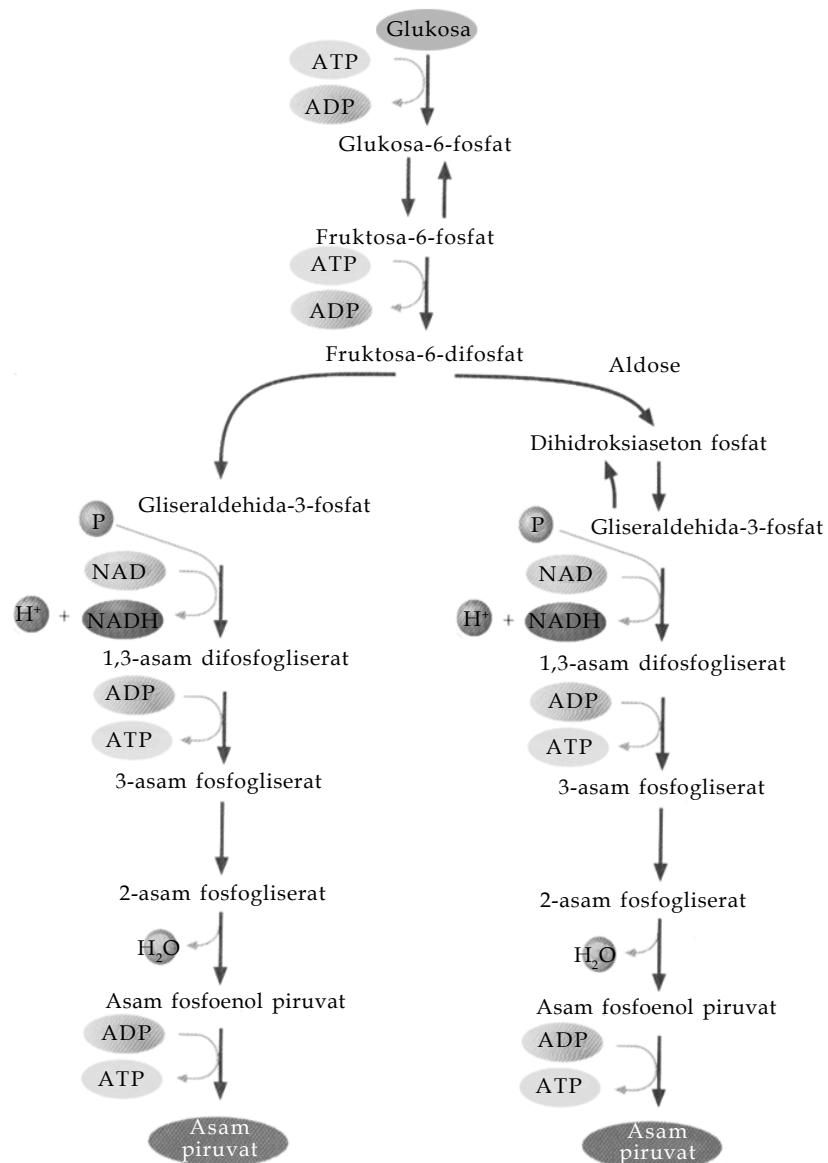 Glukosa
ATP
ADP
Glukosa-6-fosfat
Fruktosa-6-fosfat
ATP
ADP
Fruktosa-6-difosfat
Aldose
Dihidroksiaseton fosfat
Gliseraldehida-3-fosfat
P
NAD
H⁺ + NADH
1,3-asam difosfogliserat
ADP
ATP
3-asam fosfogliserat
2-asam fosfogliserat
H₂O
Asam fosfoenol piruvat
ADP
ATP
Asam
piruvat
Gliseraldehida-3-fosfat
P
NAD
H⁺ + NADH
1,3-asam difosfogliserat
ADP
ATP
3-asam fosfogliserat
2-asam fosfogliserat
H₂O
Asam fosfoenol piruvat
ADP
ATP
Asam
piruvat